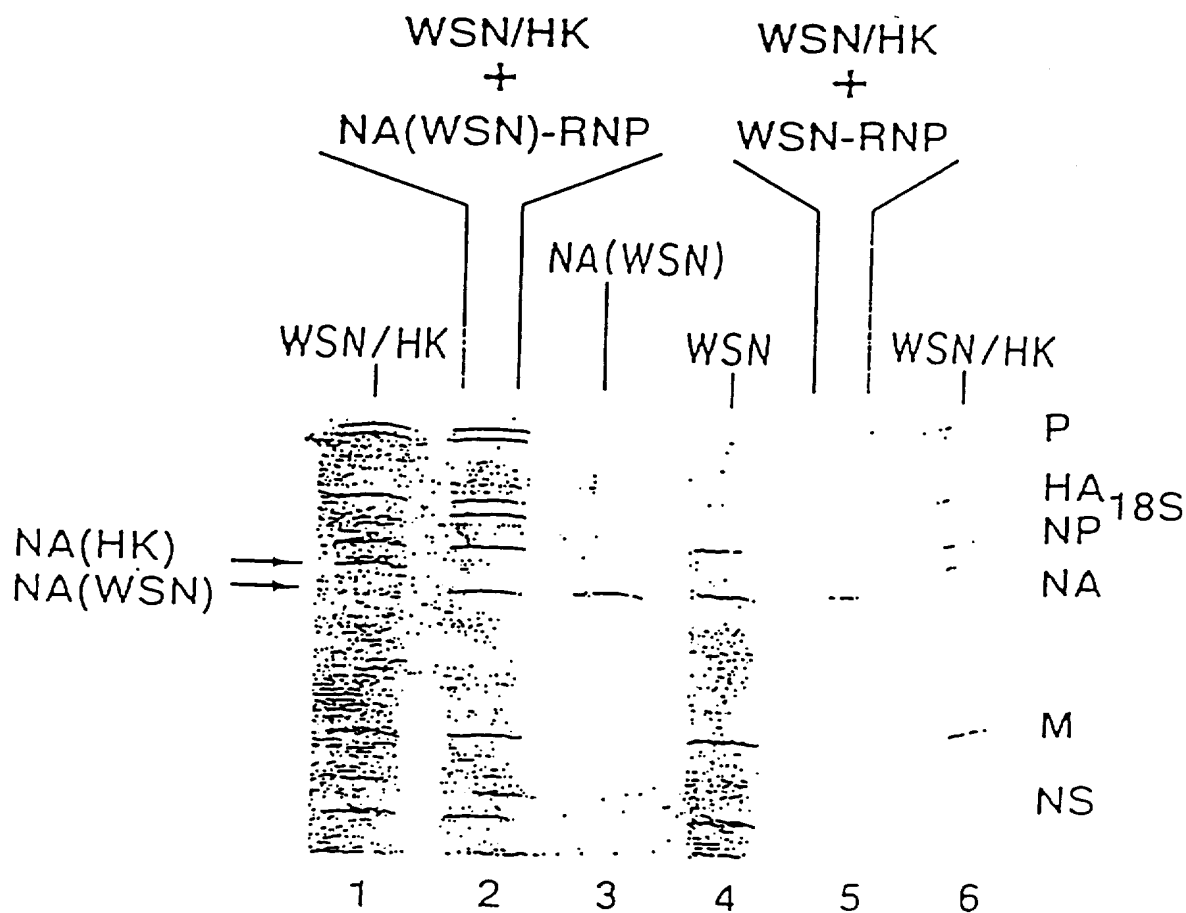 WSN/HK
+
NA(WSN)-RNP
WSN/HK
+
WSN-RNP
NA(WSN)
WSN/HK
WSN
WSN/HK
P
HA
18S
NP
NA
M
NS
NA(HK)
NA(WSN)
1 2 3 4 5 6